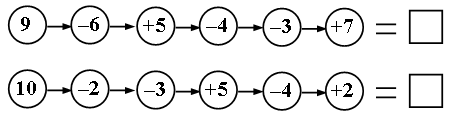 9 –6 +5 –4 –3 +7 =
10 –2 –3 +5 –4 +2 =